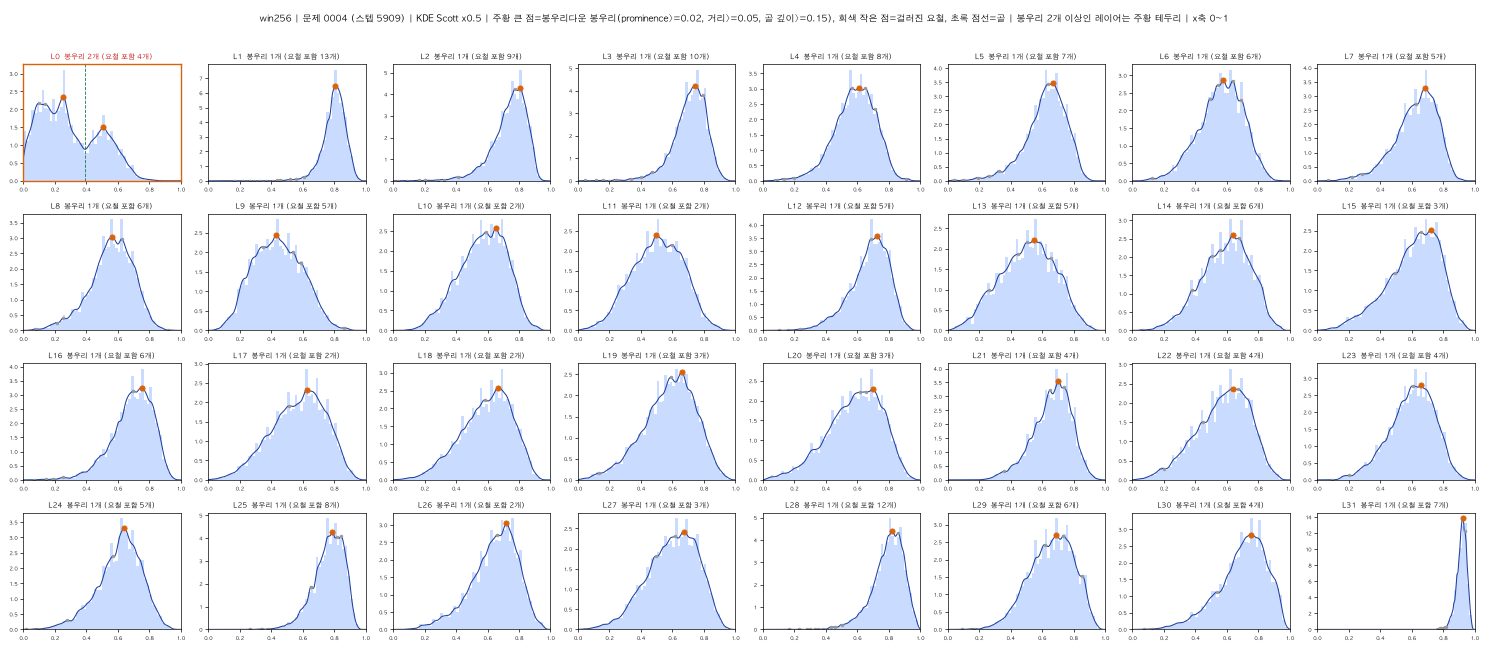 win256 | 문제 0004 (스텝 5909) | KDE Scott x0.5 | 주황 큰 점=봉우리다운 봉우리(prominence>=0.02, 거리>=0.05, 골 깊이>=0.15), 회색 작은 점=걸러진 요철, 초록 점선=골 | 봉우리 2개 이상인 레이어는 주황 테두리 | x축 0~1
L0 봉우리 2개 (요철 포함 4개)
L1 봉우리 1개 (요철 포함 13개)
L2 봉우리 1개 (요철 포함 9개)
L3 봉우리 1개 (요철 포함 10개)
L4 봉우리 1개 (요철 포함 8개)
L5 봉우리 1개 (요철 포함 7개)
L6 봉우리 1개 (요철 포함 6개)
L7 봉우리 1개 (요철 포함 5개)
L8 봉우리 1개 (요철 포함 6개)
L9 봉우리 1개 (요철 포함 5개)
L10 봉우리 1개 (요철 포함 2개)
L11 봉우리 1개 (요철 포함 2개)
L12 봉우리 1개 (요철 포함 5개)
L13 봉우리 1개 (요철 포함 5개)
L14 봉우리 1개 (요철 포함 6개)
L15 봉우리 1개 (요철 포함 3개)
L16 봉우리 1개 (요철 포함 6개)
L17 봉우리 1개 (요철 포함 2개)
L18 봉우리 1개 (요철 포함 2개)
L19 봉우리 1개 (요철 포함 3개)
L20 봉우리 1개 (요철 포함 3개)
L21 봉우리 1개 (요철 포함 4개)
L22 봉우리 1개 (요철 포함 4개)
L23 봉우리 1개 (요철 포함 4개)
L24 봉우리 1개 (요철 포함 5개)
L25 봉우리 1개 (요철 포함 8개)
L26 봉우리 1개 (요철 포함 2개)
L27 봉우리 1개 (요철 포함 3개)
L28 봉우리 1개 (요철 포함 12개)
L29 봉우리 1개 (요철 포함 6개)
L30 봉우리 1개 (요철 포함 4개)
L31 봉우리 1개 (요철 포함 7개)